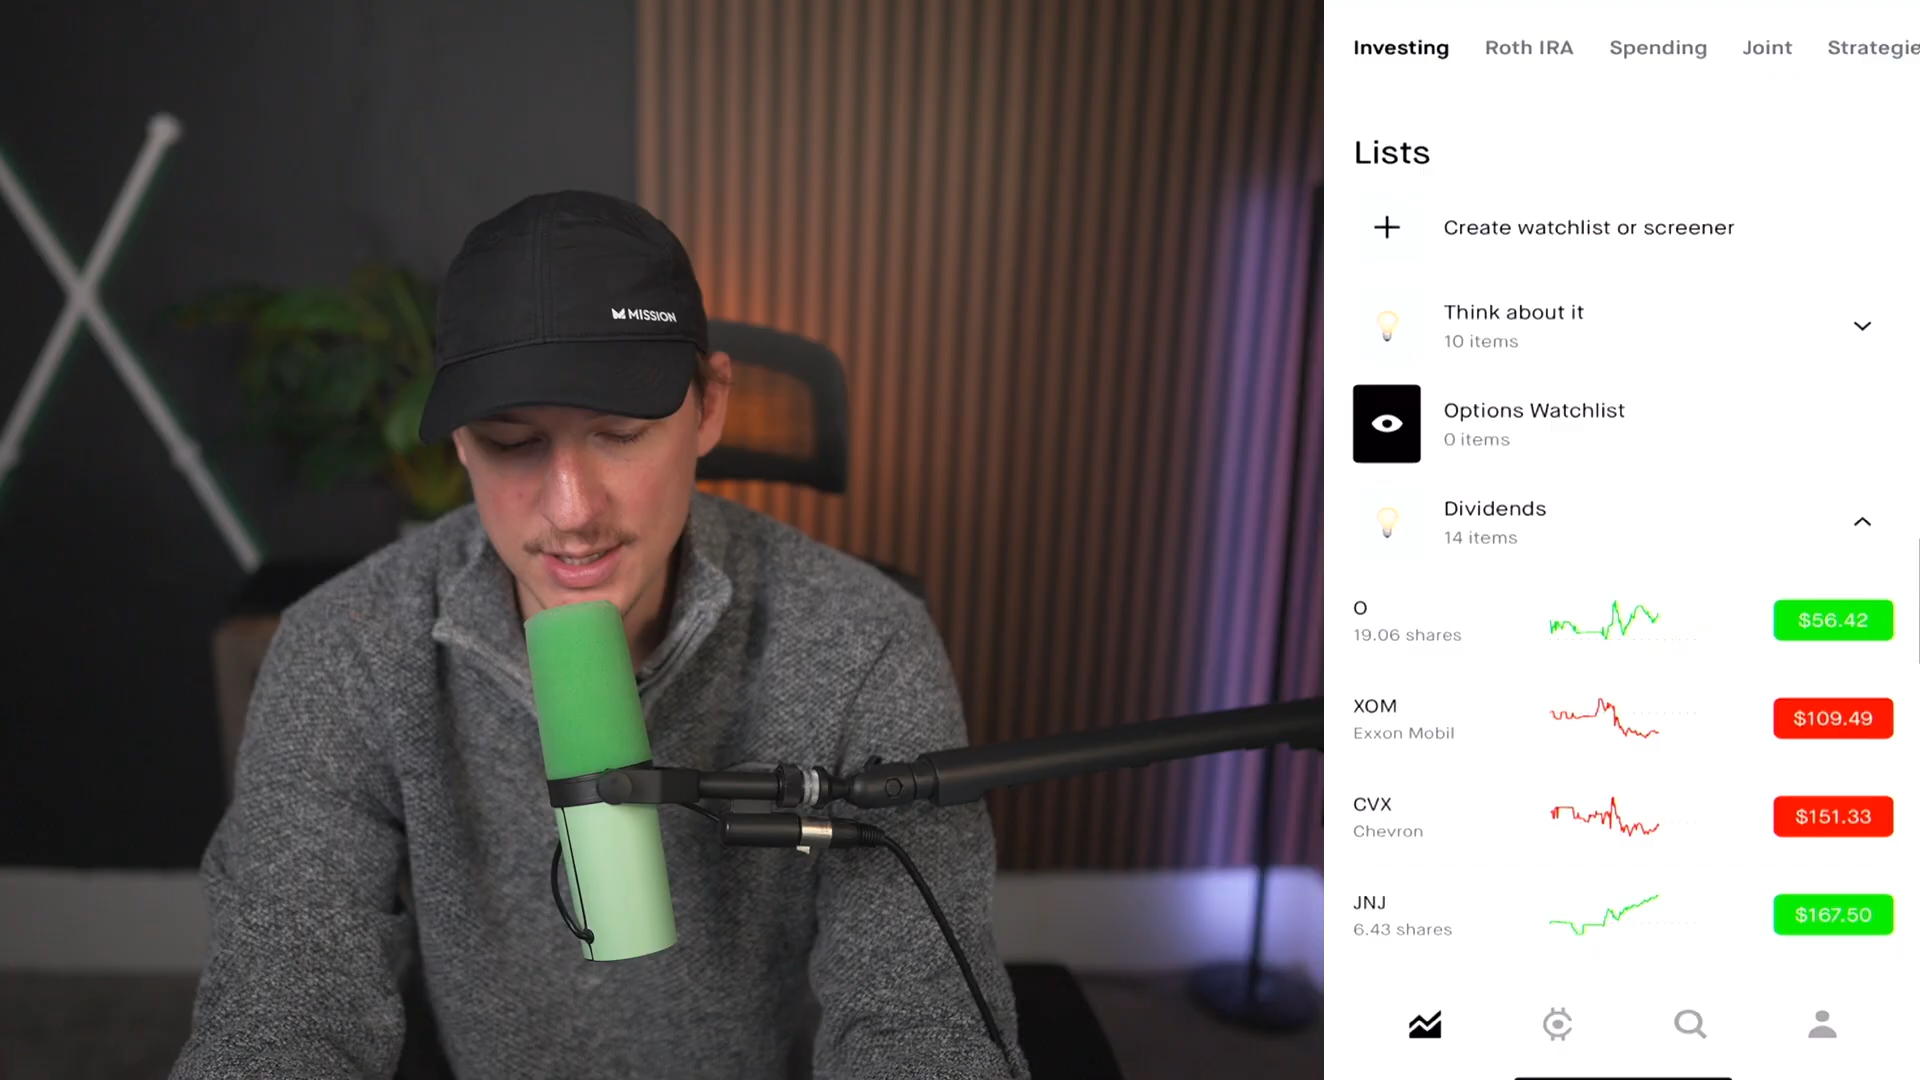 MISSION
Investing Roth IRA Spending Joint Strategie
Lists
Create watchlist or screener
Think about it
10 items
Options Watchlist
0 items
Dividends
14 items
O
19.06 shares
$56.42
XOM
Exxon Mobil
$109.49
CVX
Chevron
$151.33
JNJ
6.43 shares
$167.50